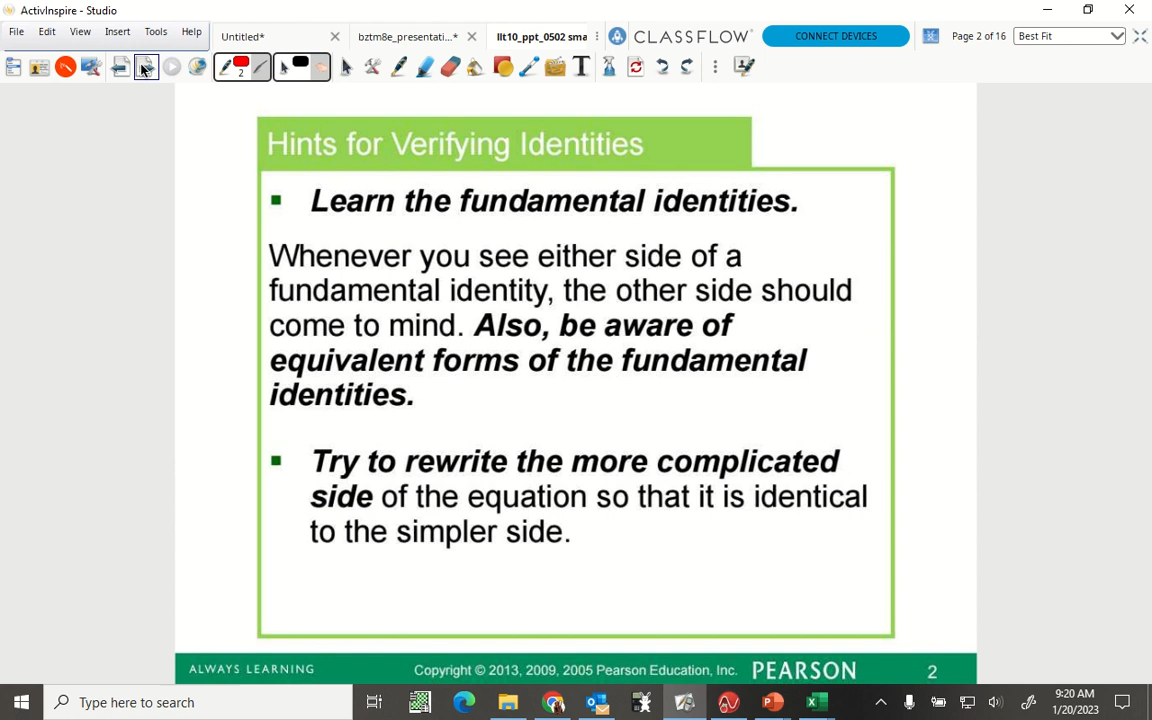 ActivInspire - Studio
File Edit View Insert Tools Help
Untitled* bztm8e_presentati...* llt10_ppt_0502 sma
CLASSFLOW
CONNECT DEVICES
Page 2 of 16
Best Fit
2
Hints for Verifying Identities
Learn the fundamental identities.
Whenever you see either side of a
fundamental identity, the other side should
come to mind. Also, be aware of
equivalent forms of the fundamental
identities.
Try to rewrite the more complicated
side of the equation so that it is identical
to the simpler side.
ALWAYS LEARNING Copyright © 2013, 2009, 2005 Pearson Education, Inc. PEARSON 2
Type here to search
9:20 AM
1/20/2023